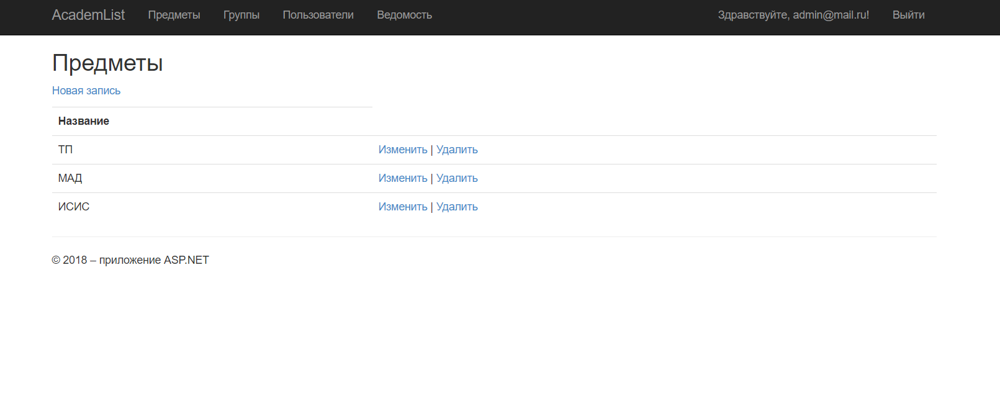 AcademList Предметы Группы Пользователи Ведомость Здравствуйте, admin@mail.ru! Выйти
Предметы
Новая запись
Название
ТП Изменить | Удалить
МАД Изменить | Удалить
ИСИС Изменить | Удалить
© 2018 – приложение ASP.NET